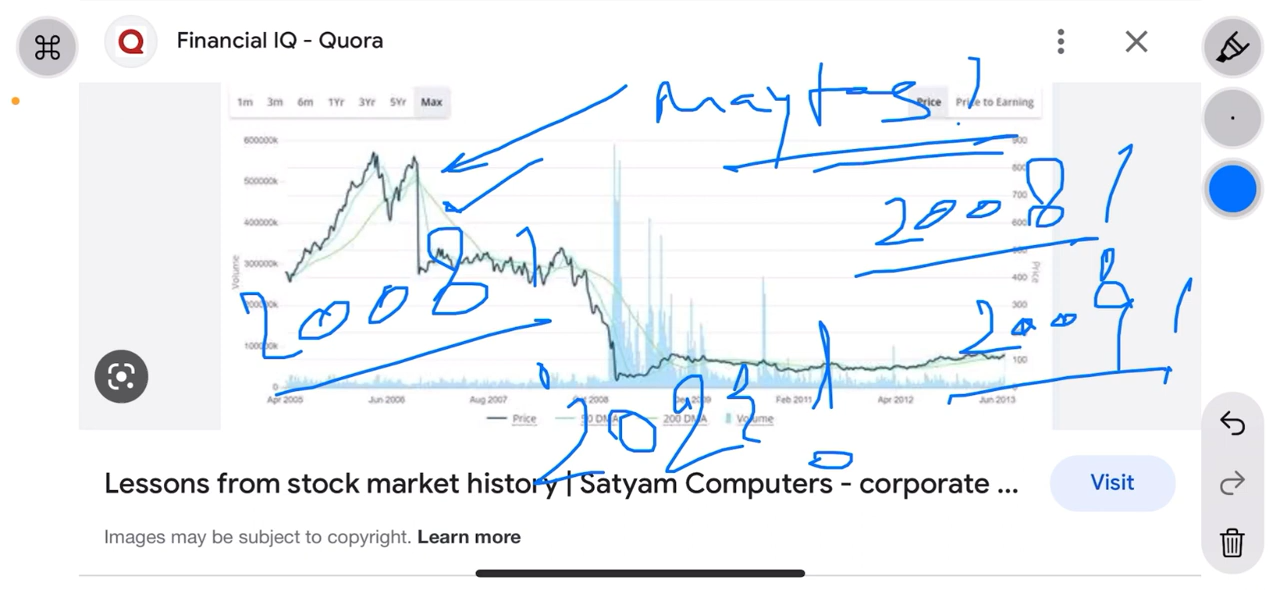 Financial IQ - Quora
1m 3m 6m 1Yr 3Yr 5Yr Max
Price Price to Earning
maytas!
600000k
500000k
400000k
300000k
200000k
100000k
0
Volume
900
800
700
600
500
400
300
100
Price
2008!
2008!
2009!
2023!
Apr 2005 Jun 2006 Aug 2007 Oct 2008 Dec 2009 Feb 2011 Apr 2012 Jun 2013
Price 50 DMA 200 DMA Volume
Lessons from stock market history | Satyam Computers - corporate ...
Visit
Images may be subject to copyright. Learn more